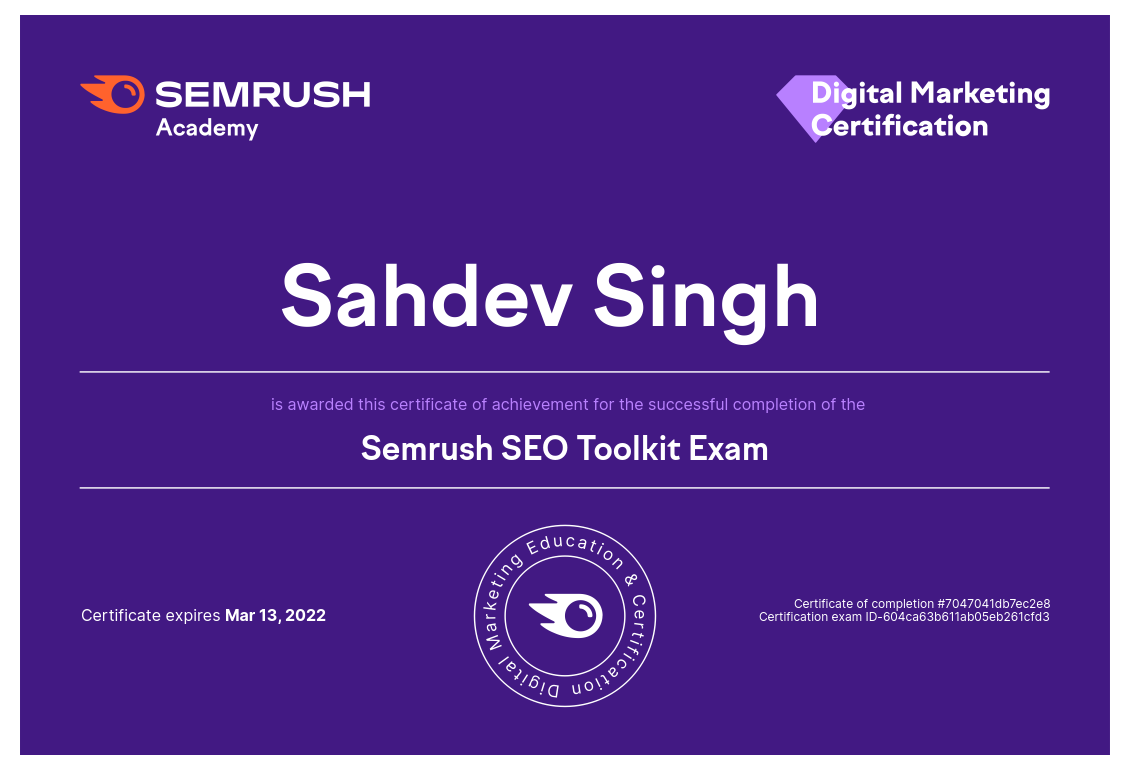 SEMRUSH
Academy
Digital Marketing
Certification
Sahdev Singh
is awarded this certificate of achievement for the successful completion of the
Semrush SEO Toolkit Exam
Certificate expires Mar 13, 2022
Digital Marketing Education & Certification
Certificate of completion #7047041db7ec2e8
Certification exam ID-604ca63b611ab05eb261cfd3